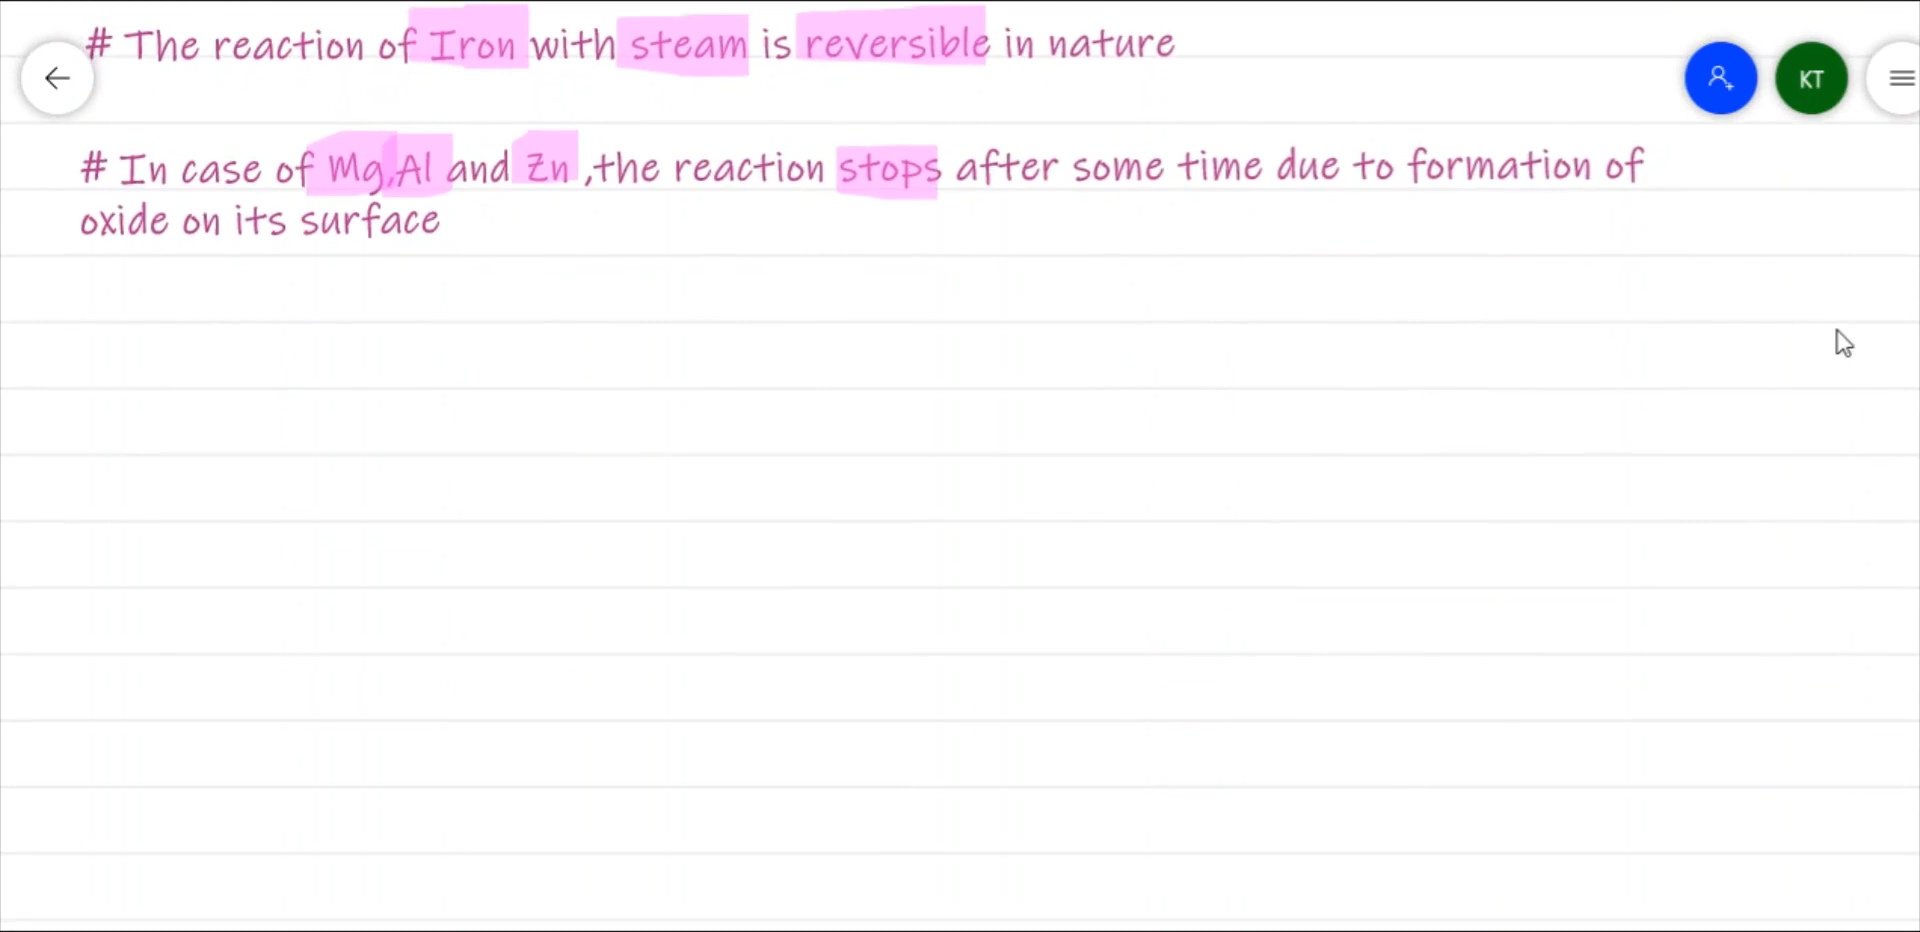 # The reaction of Iron with steam is reversible in nature
KT
# In case of Mg,Al and Zn ,the reaction stops after some time due to formation of
oxide on its surface